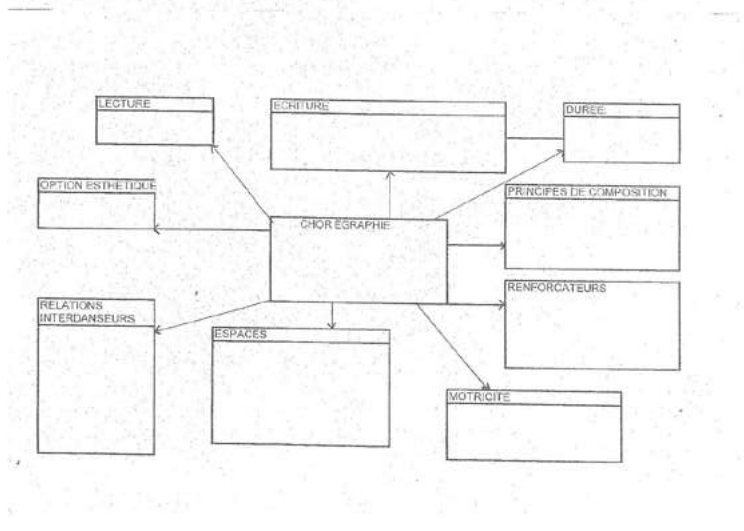 LECTURE
ECRITURE
DUREE
OPTION ESTHETIQUE
PRINCIPES DE COMPOSITION
CHOREGRAPHIE
RENFORCATEURS
RELATIONS
INTERDANSEURS
ESPACES
MOTRICITE